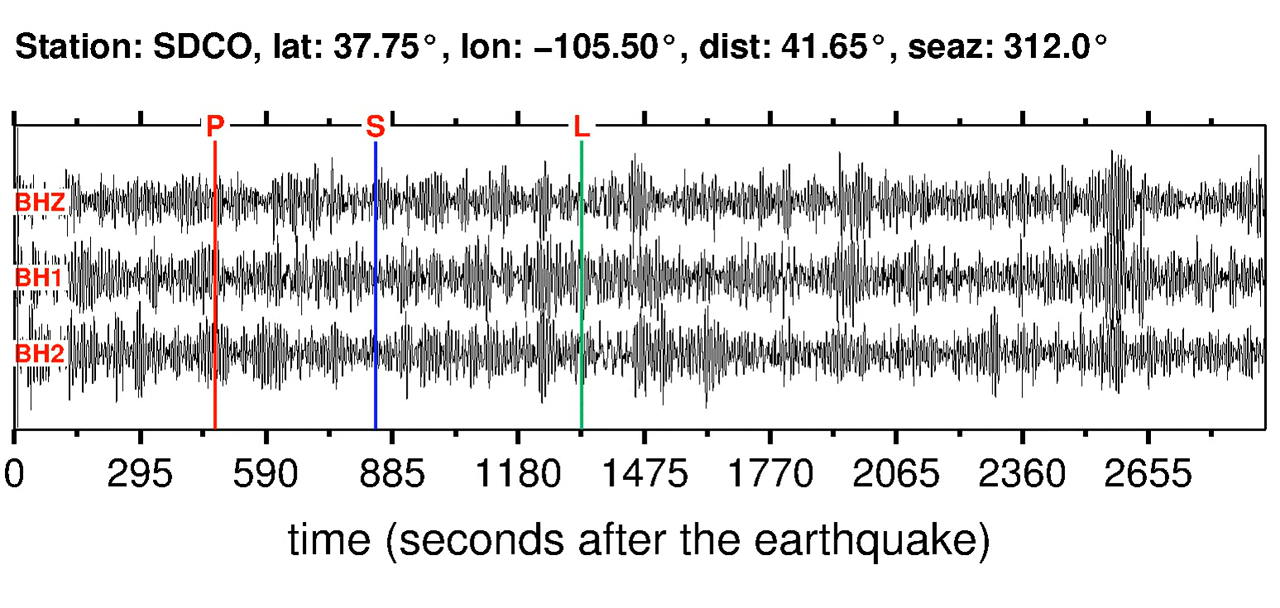 Station: SDCO, lat: 37.75°, lon: −105.50°, dist: 41.65°, seaz: 312.0°
P S L
BHZ
BH1
BH2
0 295 590 885 1180 1475 1770 2065 2360 2655
time (seconds after the earthquake)